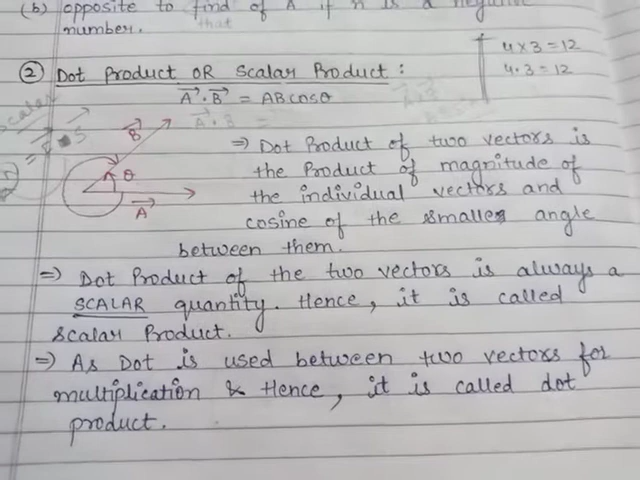 (b) opposite to find of A if n is a negative
number. that
② Dot Product OR Scalar Product :
4 × 3 = 12
4 · 3 = 12
A⃗ · B⃗ = AB cosθ
scalar
B⃗
θ
A⃗
⇒ Dot Product of two vectors is
the Product of magnitude of
the individual vectors and
cosine of the smaller angle
between them.
⇒ Dot Product of the two vectors is always a
SCALAR quantity. Hence, it is called
Scalar Product.
⇒ As Dot is used between two vectors for
multiplication & Hence, it is called dot
product.